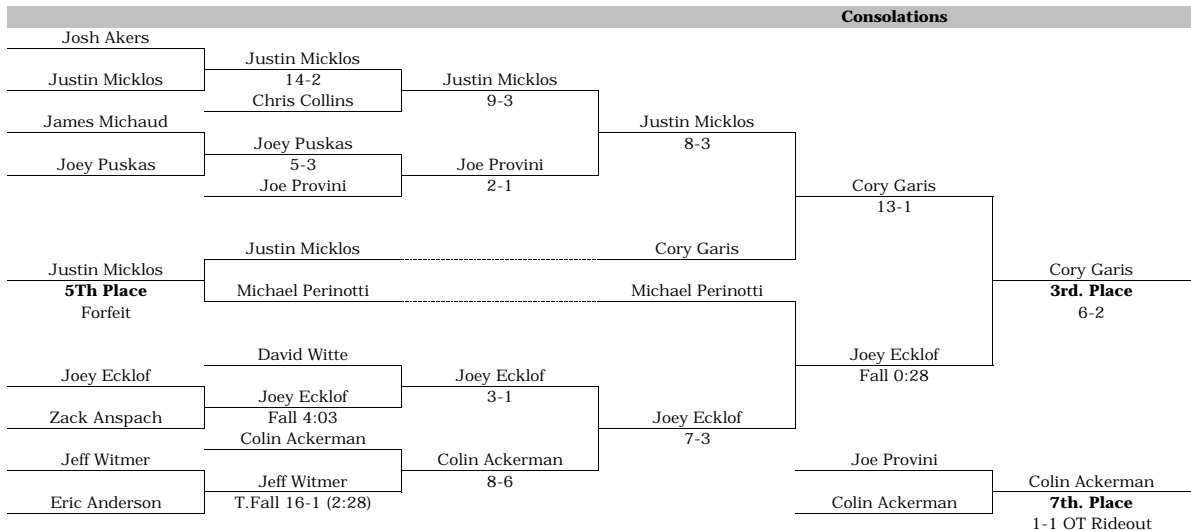 Consolations
Josh Akers
Justin Micklos
Justin Micklos
14-2
Justin Micklos
Chris Collins
9-3
James Michaud
Justin Micklos
Joey Puskas
8-3
Joey Puskas
5-3
Joe Provini
Joe Provini
2-1
Cory Garis
13-1
Justin Micklos
Cory Garis
Justin Micklos
Cory Garis
5Th Place
Michael Perinotti
Michael Perinotti
3rd. Place
Forfeit
6-2
David Witte
Joey Ecklof
Joey Ecklof
Joey Ecklof
Fall 0:28
Joey Ecklof
3-1
Zack Anspach
Fall 4:03
Joey Ecklof
Colin Ackerman
7-3
Jeff Witmer
Colin Ackerman
Joe Provini
Jeff Witmer
8-6
Colin Ackerman
Eric Anderson
T.Fall 16-1 (2:28)
Colin Ackerman
7th. Place
1-1 OT Rideout